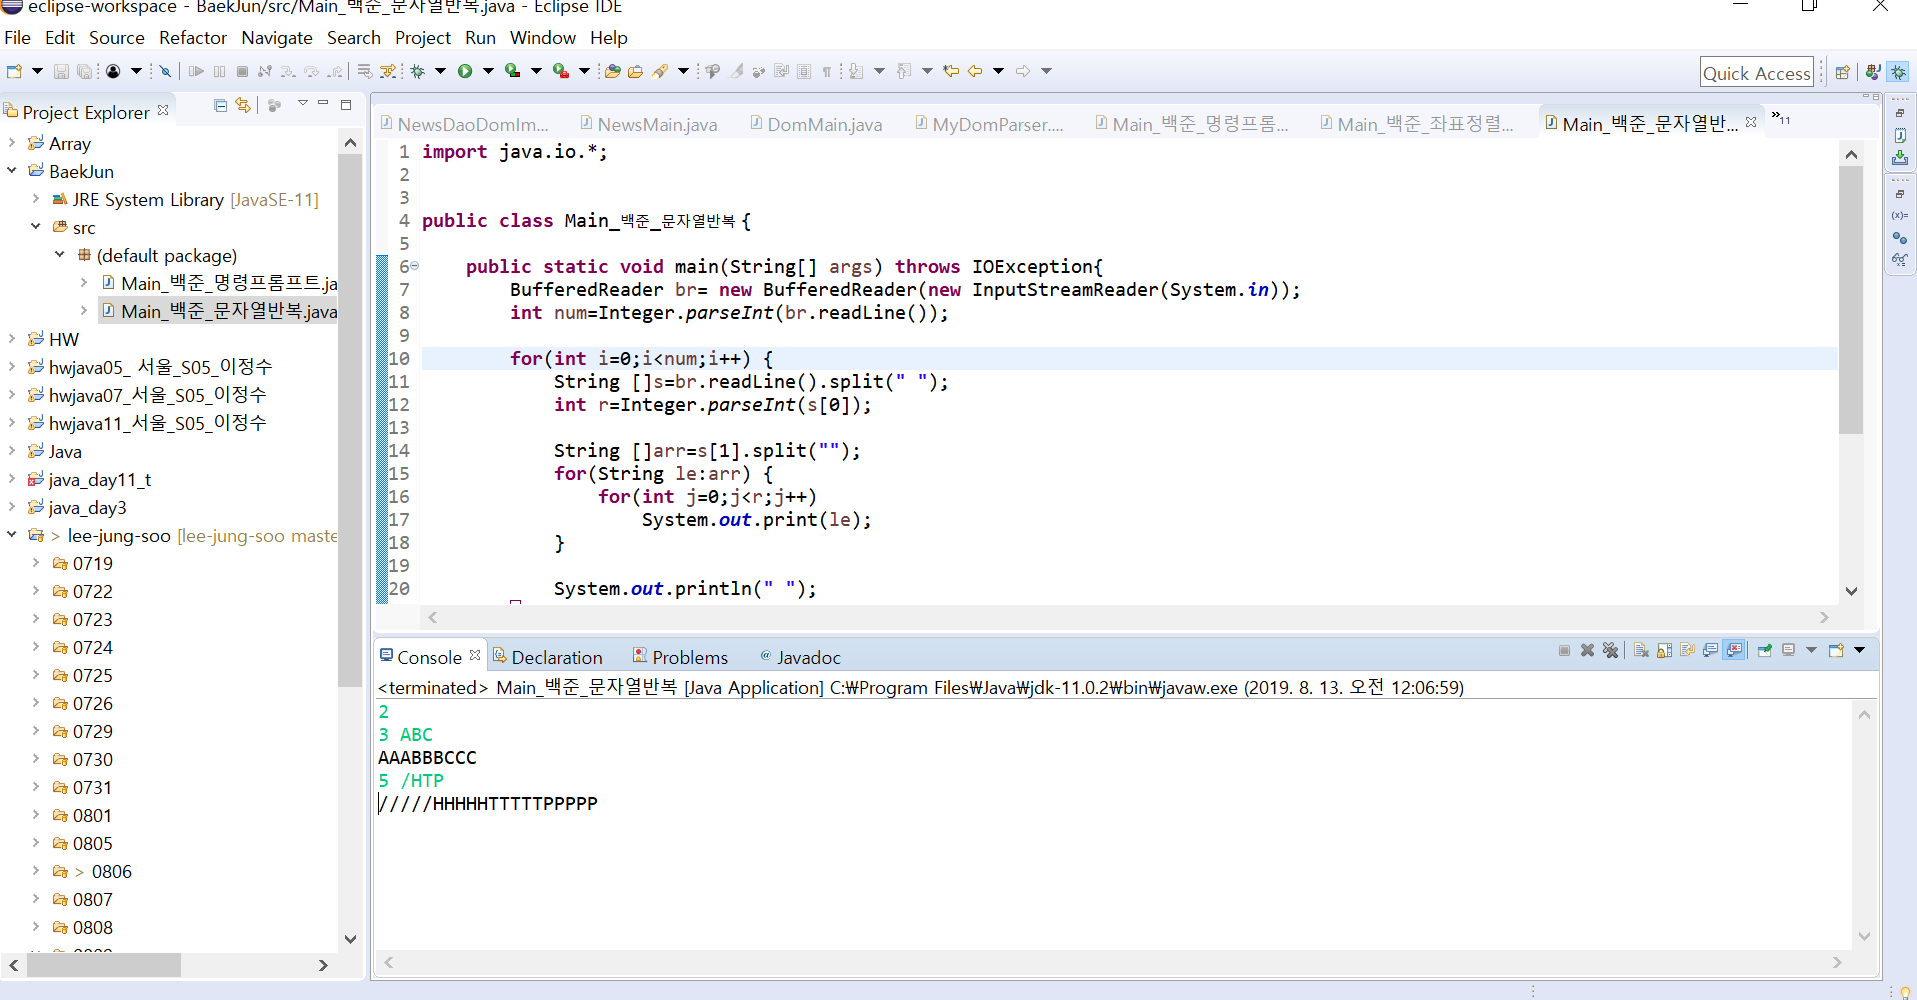 eclipse-workspace - BaekJun/src/Main_백준_문자열반복.java - Eclipse IDE
File Edit Source Refactor Navigate Search Project Run Window Help
Quick Access
Project Explorer
Array
BaekJun
JRE System Library [JavaSE-11]
src
(default package)
Main_백준_명령프롬프트.ja
Main_백준_문자열반복.java
HW
hwjava05_ 서울_S05_이정수
hwjava07_서울_S05_이정수
hwjava11_서울_S05_이정수
Java
java_day11_t
java_day3
> lee-jung-soo [lee-jung-soo maste
0719
0722
0723
0724
0725
0726
0729
0730
0731
0801
0805
> 0806
0807
0808
NewsDaoDomIm... NewsMain.java DomMain.java MyDomParser.... Main_백준_명령프롬... Main_백준_좌표정렬... Main_백준_문자열반... »11
1 import java.io.*;
2
3
4 public class Main_백준_문자열반복 {
5
6 public static void main(String[] args) throws IOException{
7 BufferedReader br= new BufferedReader(new InputStreamReader(System.in));
8 int num=Integer.parseInt(br.readLine());
9
10 for(int i=0;i<num;i++) {
11 String []s=br.readLine().split(" ");
12 int r=Integer.parseInt(s[0]);
13
14 String []arr=s[1].split("");
15 for(String le:arr) {
16 for(int j=0;j<r;j++)
17 System.out.print(le);
18 }
19
20 System.out.println(" ");
Console Declaration Problems @ Javadoc
<terminated> Main_백준_문자열반복 [Java Application] C:₩Program Files₩Java₩jdk-11.0.2₩bin₩javaw.exe (2019. 8. 13. 오전 12:06:59)
2
3 ABC
AAABBBCCC
5 /HTP
/////HHHHHTTTTTPPPPP